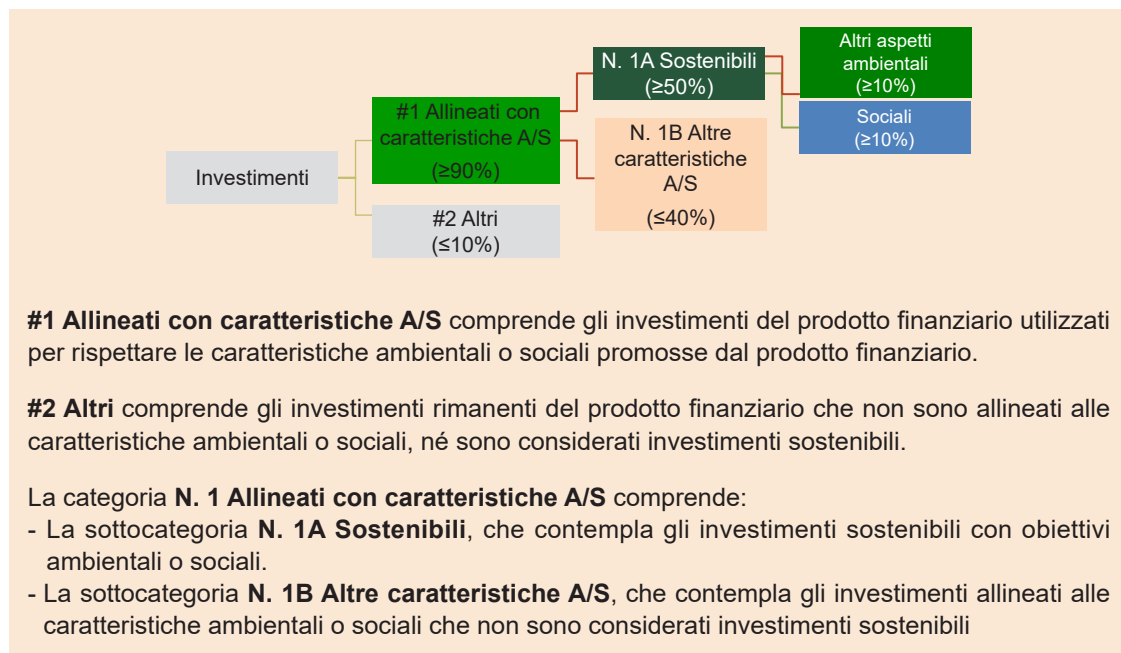 Investimenti
#1 Allineati con
caratteristiche A/S
(≥90%)
#2 Altri
(≤10%)
N. 1A Sostenibili
(≥50%)
N. 1B Altre
caratteristiche
A/S
(≤40%)
Altri aspetti
ambientali
(≥10%)
Sociali
(≥10%)
#1 Allineati con caratteristiche A/S comprende gli investimenti del prodotto finanziario utilizzati
per rispettare le caratteristiche ambientali o sociali promosse dal prodotto finanziario.
#2 Altri comprende gli investimenti rimanenti del prodotto finanziario che non sono allineati alle
caratteristiche ambientali o sociali, né sono considerati investimenti sostenibili.
La categoria N. 1 Allineati con caratteristiche A/S comprende:
- La sottocategoria N. 1A Sostenibili, che contempla gli investimenti sostenibili con obiettivi
ambientali o sociali.
- La sottocategoria N. 1B Altre caratteristiche A/S, che contempla gli investimenti allineati alle
caratteristiche ambientali o sociali che non sono considerati investimenti sostenibili